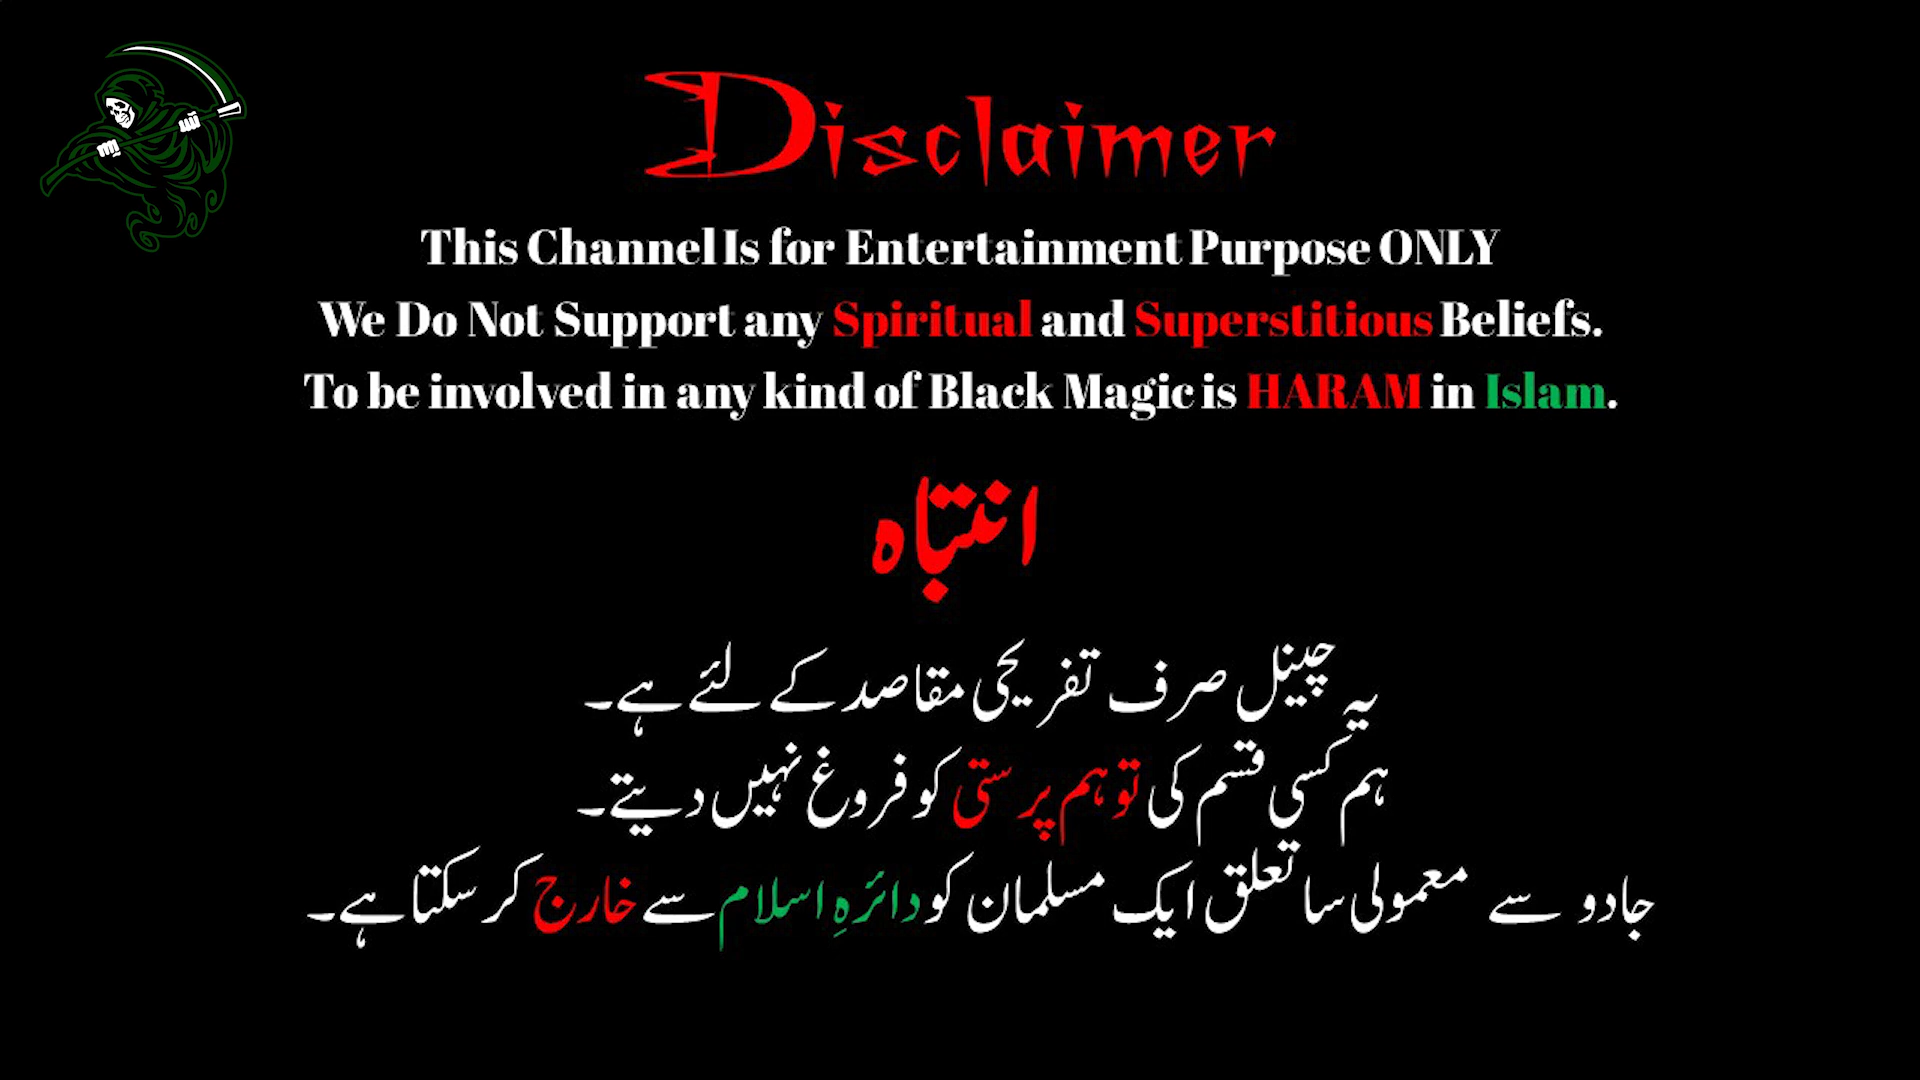 Disclaimer
This Channel Is for Entertainment Purpose ONLY
We Do Not Support any Spiritual and Superstitious Beliefs.
To be involved in any kind of Black Magic is HARAM in Islam.
انتباہ
یہ چینل صرف تفریحی مقاصد کے لئے ہے۔
ہم کسی قسم کی توہم پرستی کو فروغ نہیں دیتے۔
جادو سے معمولی سا تعلق ایک مسلمان کو دائرہِ اسلام سے خارج کر سکتا ہے۔